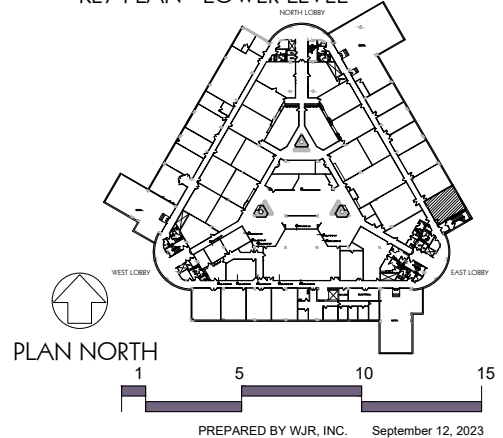 KEY PLAN - LOWER LEVEL
NORTH LOBBY
WEST LOBBY
EAST LOBBY
PLAN NORTH
1 5 10 15
PREPARED BY WJR, INC. September 12, 2023